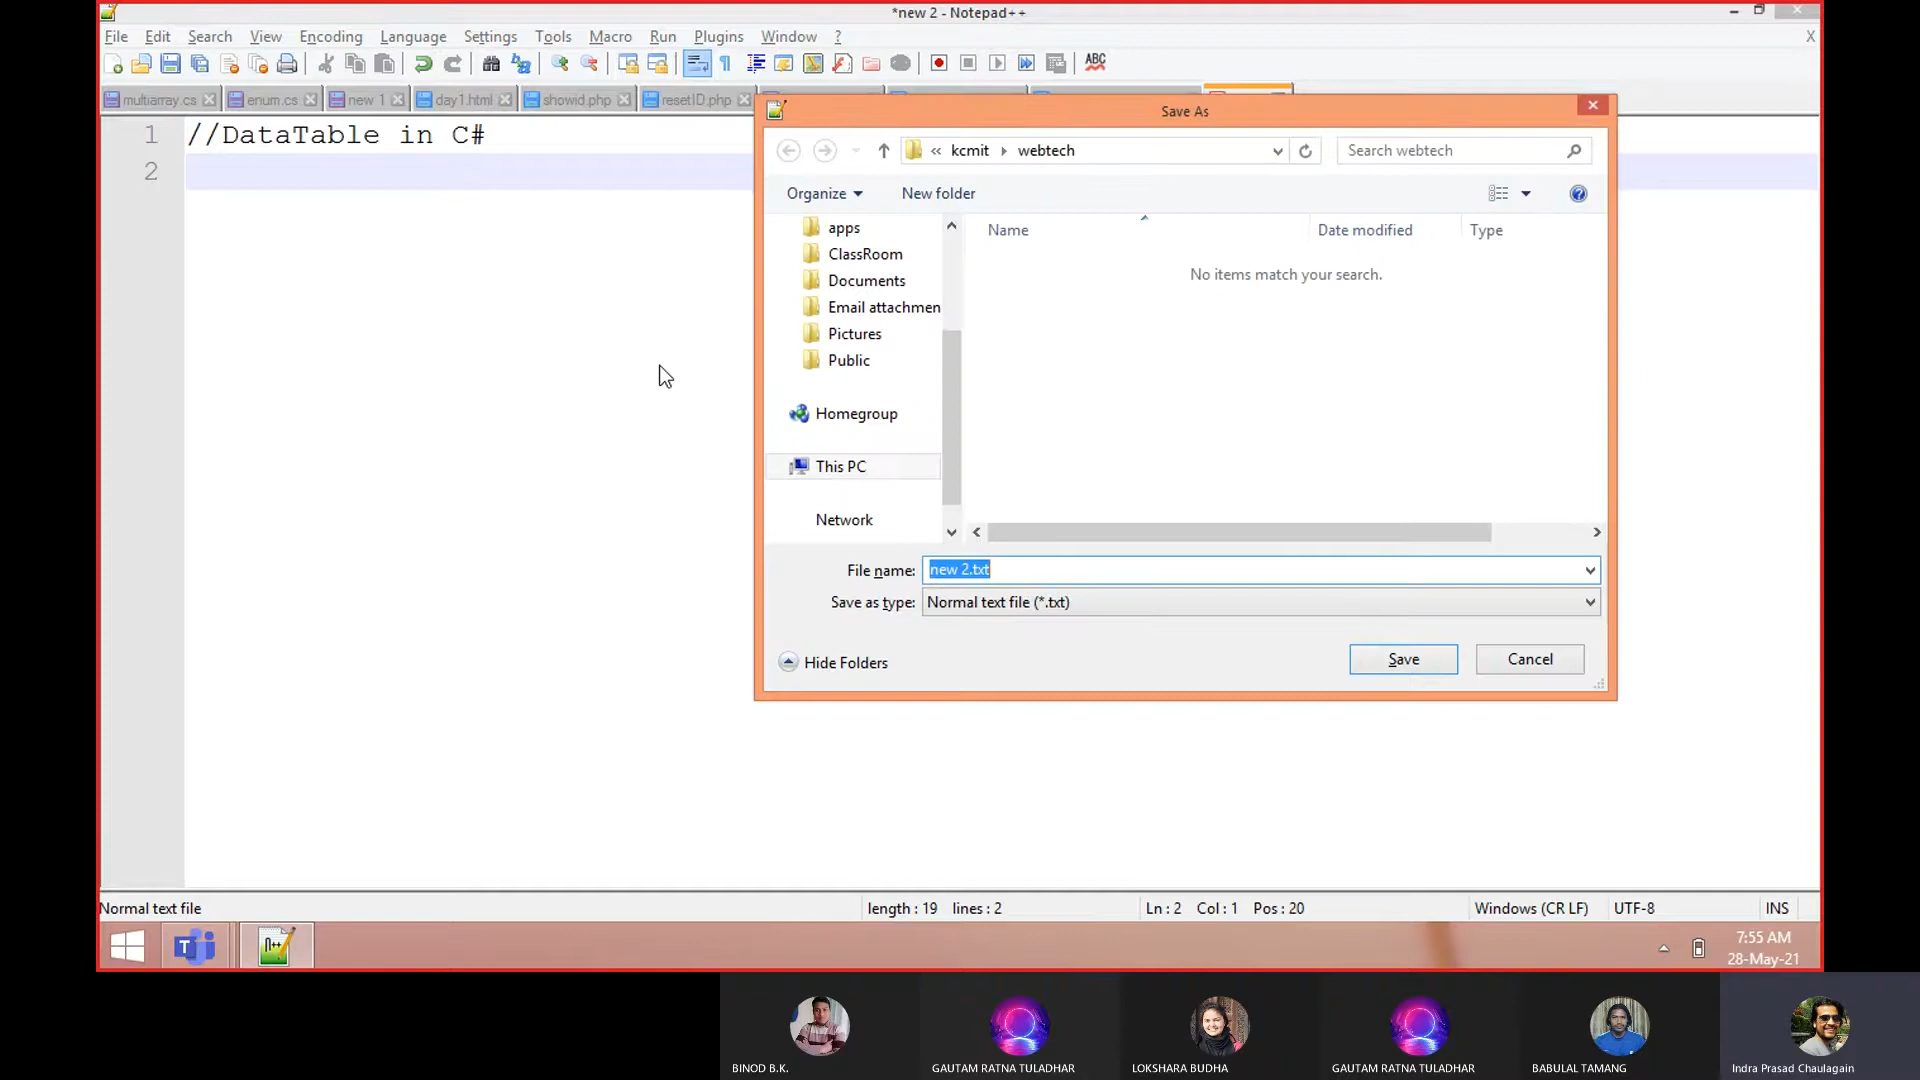 *new 2 - Notepad++
File Edit Search View Encoding Language Settings Tools Macro Run Plugins Window ? X
ABC
multiarray.cs enum.cs new 1 day1.html showid.php resetID.php
1 //DataTable in C#
2
Save As
« kcmit webtech
Search webtech
Organize New folder
Name Date modified Type
No items match your search.
apps
ClassRoom
Documents
Email attachmen
Pictures
Public
Homegroup
This PC
Network
File name: new 2.txt
Save as type: Normal text file (*.txt)
Hide Folders Save Cancel
Normal text file length : 19 lines : 2 Ln : 2 Col : 1 Pos : 20 Windows (CR LF) UTF-8 INS
T n++
7:55 AM
28-May-21
BINOD B.K. GAUTAM RATNA TULADHAR LOKSHARA BUDHA GAUTAM RATNA TULADHAR BABULAL TAMANG Indra Prasad Chaulagain